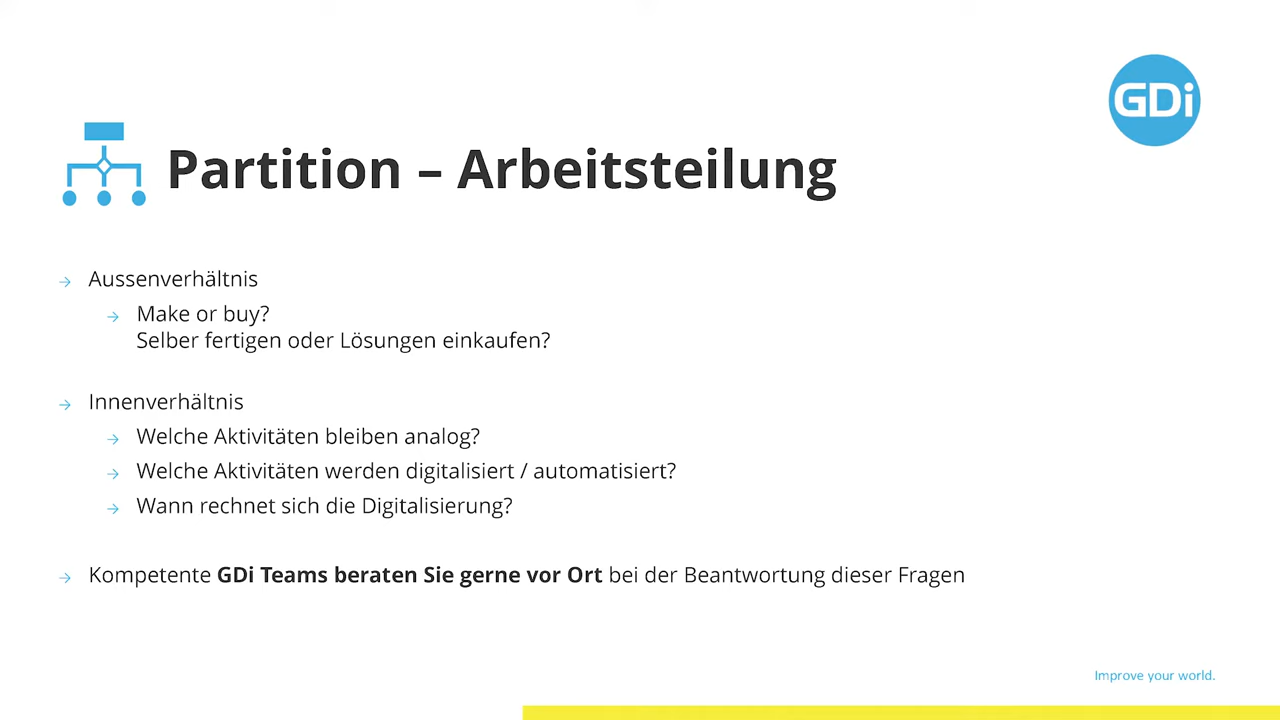 GDi
Partition – Arbeitsteilung
→ Aussenverhältnis
→ Make or buy?
Selber fertigen oder Lösungen einkaufen?
→ Innenverhältnis
→ Welche Aktivitäten bleiben analog?
→ Welche Aktivitäten werden digitalisiert / automatisiert?
→ Wann rechnet sich die Digitalisierung?
→ Kompetente GDi Teams beraten Sie gerne vor Ort bei der Beantwortung dieser Fragen
Improve your world.